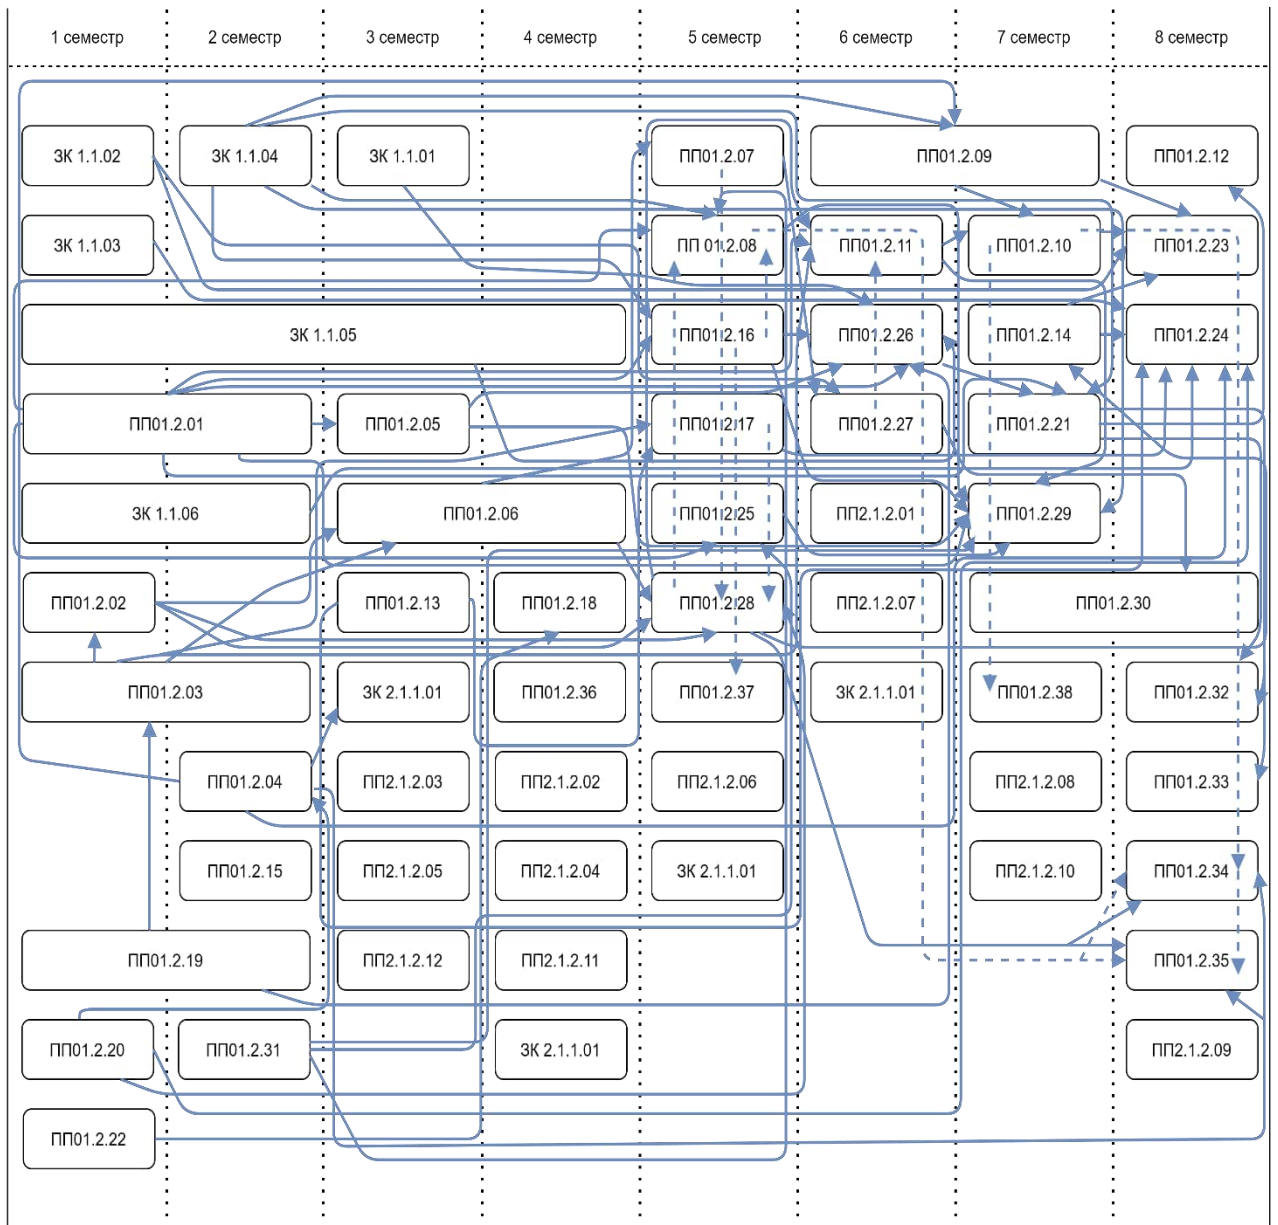 1 семестр 2 семестр 3 семестр 4 семестр 5 семестр 6 семестр 7 семестр 8 семестр
ЗК 1.1.02 ЗК 1.1.04 ЗК 1.1.01 ПП01.2.07 ПП01.2.09 ПП01.2.12
ЗК 1.1.03 ПП 01.2.08 ПП01.2.11 ПП01.2.10 ПП01.2.23
ЗК 1.1.05 ПП01.2.16 ПП01.2.26 ПП01.2.14 ПП01.2.24
ПП01.2.01 ПП01.2.05 ПП01.2.17 ПП01.2.27 ПП01.2.21
ЗК 1.1.06 ПП01.2.06 ПП01.2.25 ПП2.1.2.01 ПП01.2.29
ПП01.2.02 ПП01.2.13 ПП01.2.18 ПП01.2.28 ПП2.1.2.07 ПП01.2.30
ПП01.2.03 ЗК 2.1.1.01 ПП01.2.36 ПП01.2.37 ЗК 2.1.1.01 ПП01.2.38 ПП01.2.32
ПП01.2.04 ПП2.1.2.03 ПП2.1.2.02 ПП2.1.2.06 ПП2.1.2.08 ПП01.2.33
ПП01.2.15 ПП2.1.2.05 ПП2.1.2.04 ЗК 2.1.1.01 ПП2.1.2.10 ПП01.2.34
ПП01.2.19 ПП2.1.2.12 ПП2.1.2.11 ПП01.2.35
ПП01.2.20 ПП01.2.31 ЗК 2.1.1.01 ПП2.1.2.09
ПП01.2.22